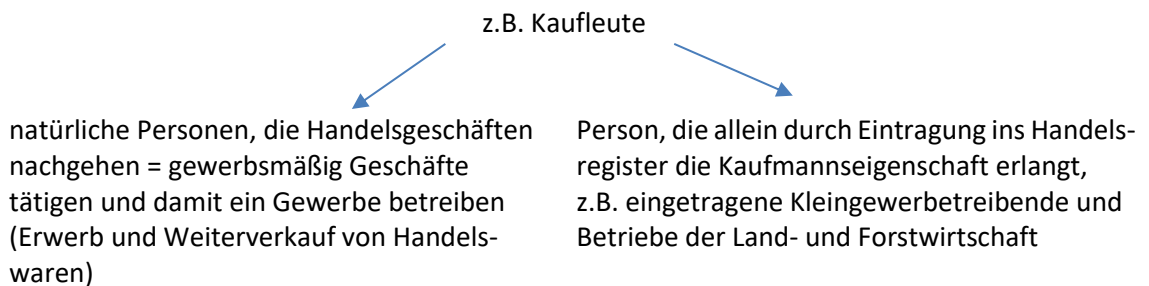 z.B. Kaufleute
natürliche Personen, die Handelsgeschäften
nachgehen = gewerbsmäßig Geschäfte
tätigen und damit ein Gewerbe betreiben
(Erwerb und Weiterverkauf von Handels-
waren)
Person, die allein durch Eintragung ins Handels-
register die Kaufmannseigenschaft erlangt,
z.B. eingetragene Kleingewerbetreibende und
Betriebe der Land- und Forstwirtschaft